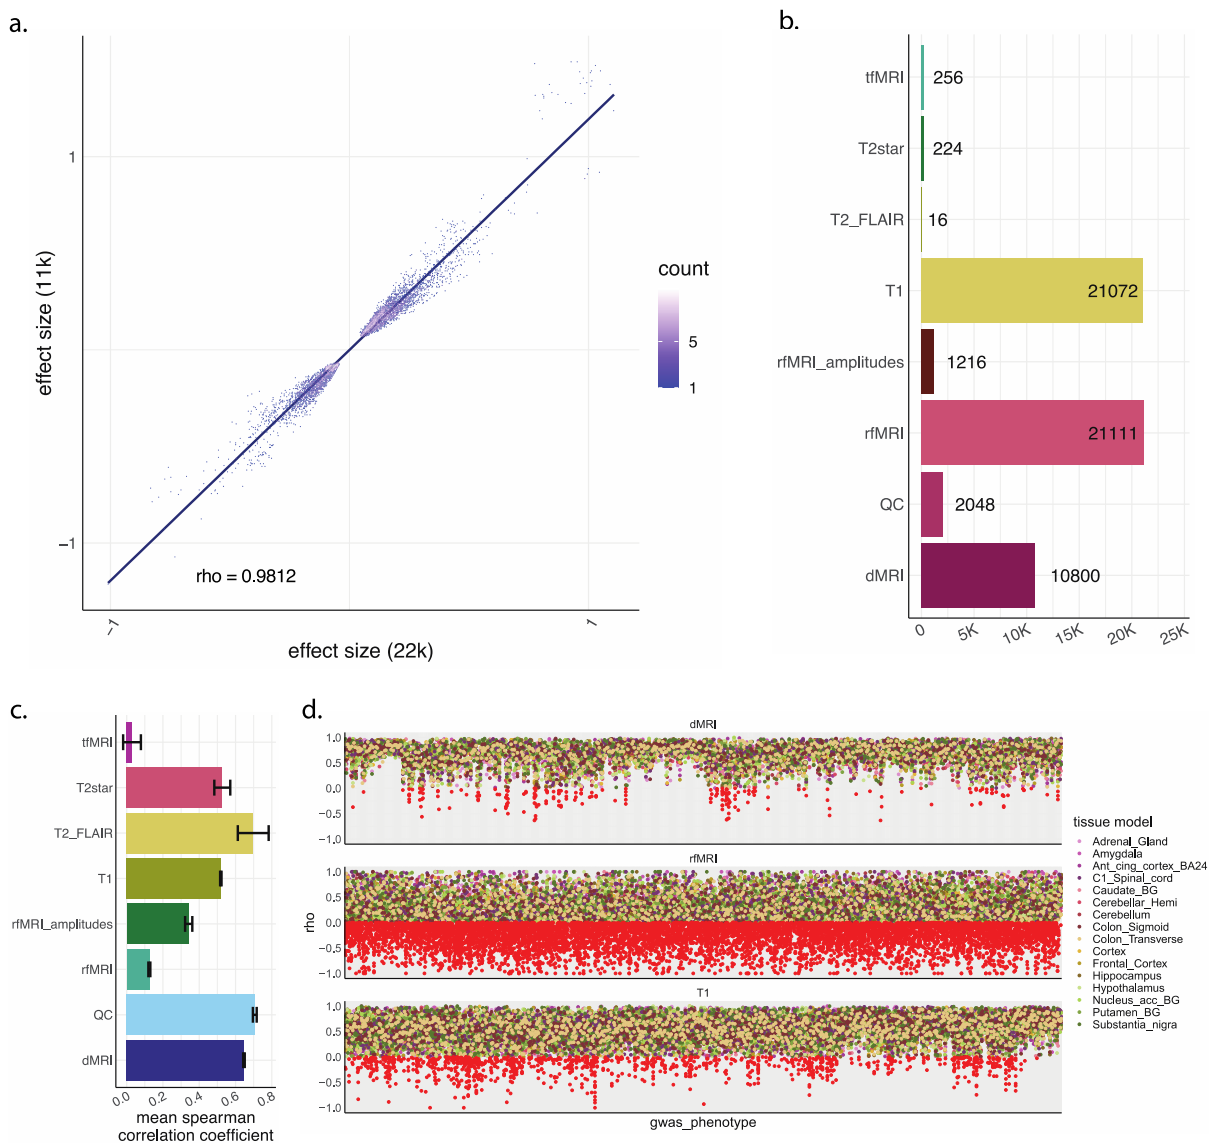 a.
1
−1
effect size (11k)
rho = 0.9812
−1
1
effect size (22k)
count
5
1
b.
tfMRI
256
T2star
224
T2_FLAIR
16
T1
21072
rfMRI_amplitudes
1216
rfMRI
21111
QC
2048
dMRI
10800
0
5K
10K
15K
20K
25K
c.
tfMRI
T2star
T2_FLAIR
T1
rfMRI_amplitudes
rfMRI
QC
dMRI
0.0
0.2
0.4
0.6
0.8
mean spearman
correlation coefficient
d.
dMRI
1.0
0.5
0.0
−0.5
−1.0
rfMRI
1.0
0.5
0.0
−0.5
−1.0
rho
T1
1.0
0.5
0.0
−0.5
−1.0
gwas_phenotype
tissue model
Adrenal_Gland
Amygdala
Ant_cing_cortex_BA24
C1_Spinal_cord
Caudate_BG
Cerebellar_Hemi
Cerebellum
Colon_Sigmoid
Colon_Transverse
Cortex
Frontal_Cortex
Hippocampus
Hypothalamus
Nucleus_acc_BG
Putamen_BG
Substantia_nigra